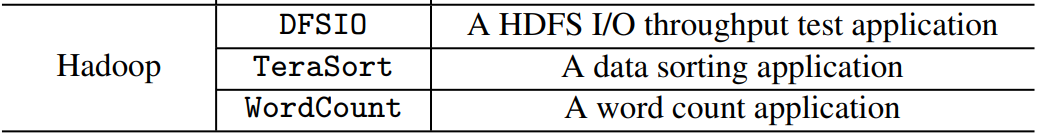 DFSIO A HDFS I/O throughput test application
Hadoop TeraSort A data sorting application
WordCount A word count application